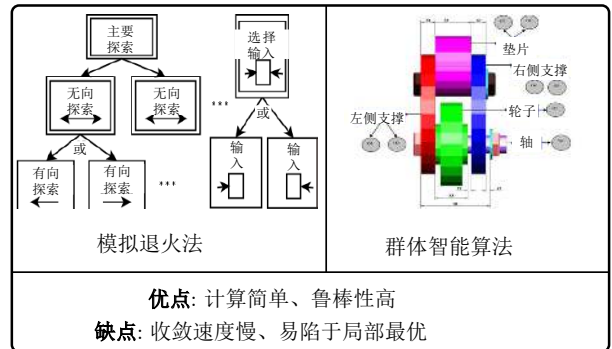 主要
探索
无向
探索
无向
探索
***
或
有向
探索
有向
探索
***
选择
输入
或
输
入
输
入
模拟退火法
垫片
右侧支撑
左侧支撑
轮子
轴
群体智能算法
优点: 计算简单、鲁棒性高
缺点: 收敛速度慢、易陷于局部最优